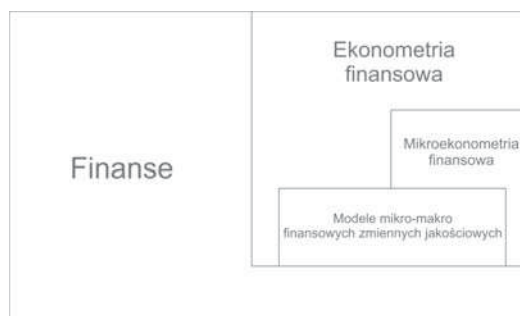 Finanse
Ekonometria
finansowa
Mikroekonometria
finansowa
Modele mikro-makro
finansowych zmiennych jakościowych